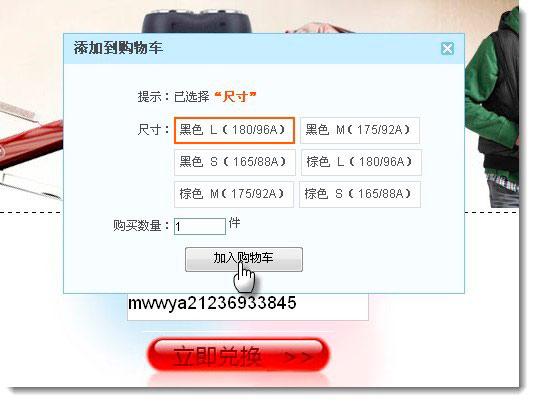 添加到购物车
提示：已选择“尺寸”
尺寸：
黑色 L（180/96A） 黑色 M（175/92A）
黑色 S（165/88A） 棕色 L（180/96A）
棕色 M（175/92A） 棕色 S（165/88A）
购买数量：1 件
加入购物车
mwwya21236933845
立即兑换 >>